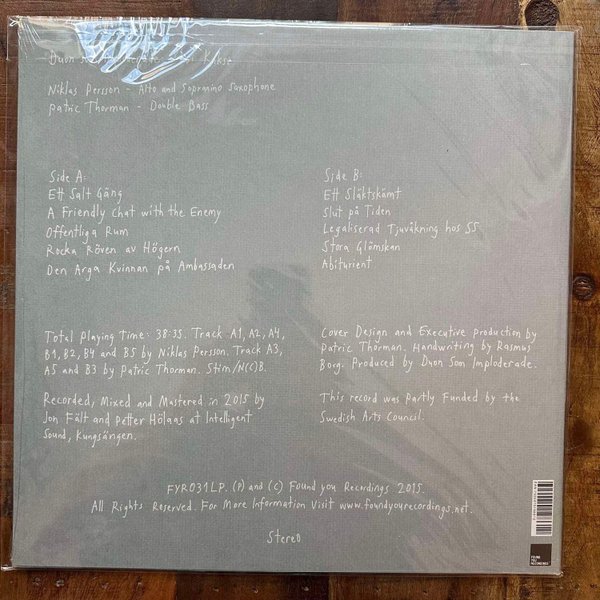 Duon
Niklas Persson - Alto and Sopranino Saxophone
Patric Thorman - Double Bass
Side A:
Ett Salt Gäng
A Friendly Chat with the Enemy
Offentliga Rum
Rocka Röven av Högern
Den Arga Kvinnan på Ambassaden
Side B:
Ett Släktskämt
Slut på Tiden
Legaliserad Tjuvåkning hos SS
Stora Glömskan
Abiturient
Total Playing Time: 38:35. Track A1, A2, A4,
B1, B2, B4 and B5 by Niklas Persson. Track A3,
A5 and B3 by Patric Thorman. Stim/N(C)B.
Recorded, Mixed and Mastered in 2015 by
Jon Fält and Petter Hölaas at Intelligent
Sound, Kungsängen.
Cover Design and Executive production by
Patric Thorman. Handwriting by Rasmus
Borg. Produced by Duon Som Imploderade.
This record was Partly Funded by the
Swedish Arts Council.
FYR031LP. (P) and (C) Found you Recordings 2015.
All Rights Reserved. For More Information Visit www.foundyourecordings.net.
Stereo
FOUND
YOU
RECORDINGS